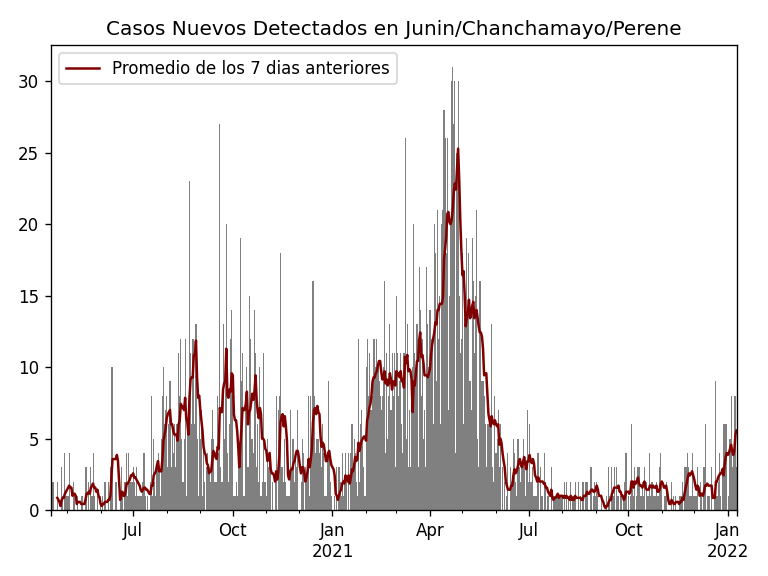 Casos Nuevos Detectados en Junin/Chanchamayo/Perene
Promedio de los 7 dias anteriores
30
25
20
15
10
5
0
Jul Oct Jan Apr Jul Oct Jan
2021 2022